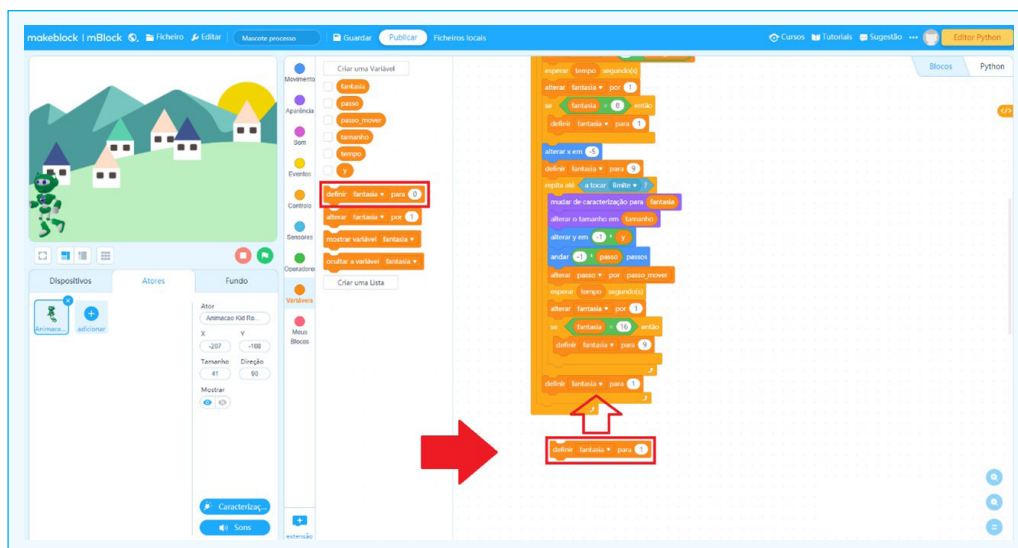 makeblock | mBlock Ficheiro Editar Mascote processo Guardar Publicar Ficheiros locais Cursos Tutoriais Sugestão ••• Editor Python
Blocos Python
Movimento
Aparência
Som
Eventos
Controlo
Sensores
Operadores
Variáveis
Meus
Blocos
extensão
Criar uma Variável
fantasia
passo
passo_mover
tamanho
tempo
y
definir fantasia para 0
alterar fantasia por 1
mostrar variável fantasia
ocultar a variável fantasia
Criar uma Lista
esperar tempo segundo(s)
alterar fantasia por 1
se fantasia = 8 então
definir fantasia para 1
alterar x em -5
definir fantasia para 9
repita até a tocar limite ?
mudar de caracterização para fantasia
alterar o tamanho em tamanho
alterar y em -1 * y
andar -1 * passo passos
alterar passo por passo_mover
esperar tempo segundo(s)
alterar fantasia por 1
se fantasia = 16 então
definir fantasia para 9
definir fantasia para 1
definir fantasia para 1
Dispositivos Atores Fundo
Animaca...
adicionar
Ator
Animacao Kid Ro...
X Y
-207 -108
Tamanho Direção
41 90
Mostrar
Caracterizaç...
Sons